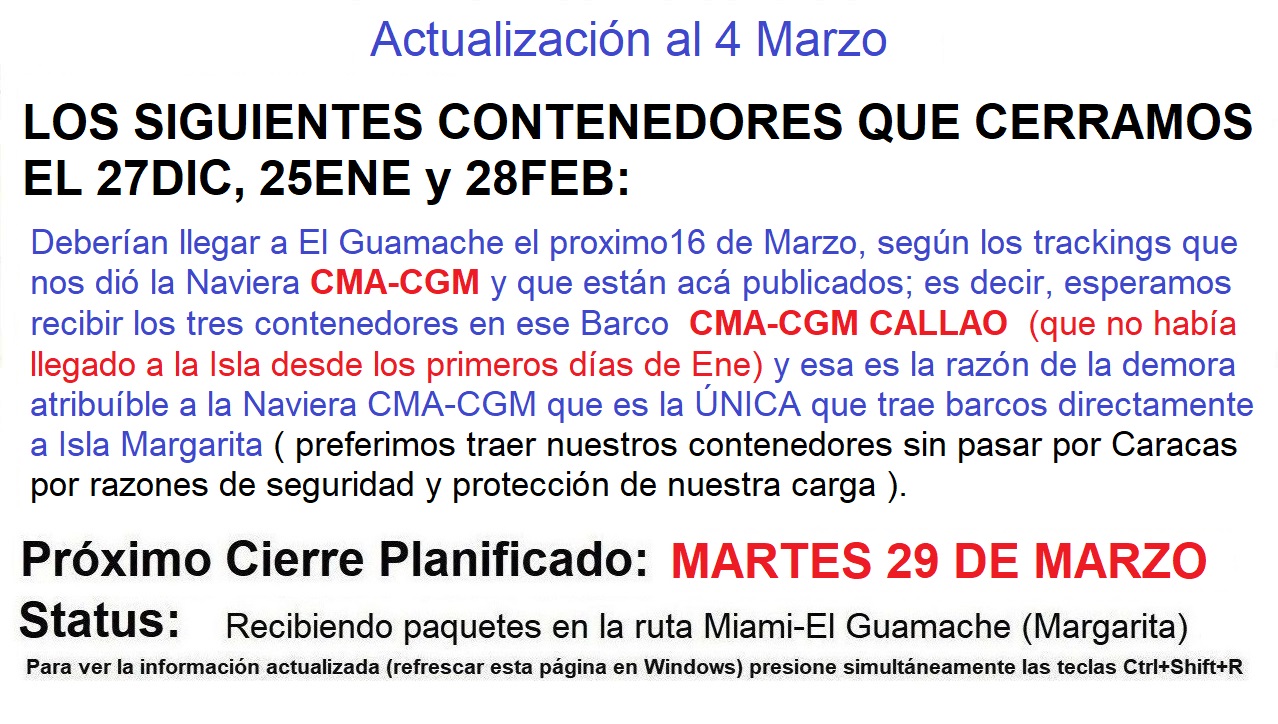 Actualización al 4 Marzo
LOS SIGUIENTES CONTENEDORES QUE CERRAMOS
EL 27DIC, 25ENE y 28FEB:
Deberían llegar a El Guamache el proximo16 de Marzo, según los trackings que
nos dió la Naviera CMA-CGM y que están acá publicados; es decir, esperamos
recibir los tres contenedores en ese Barco CMA-CGM CALLAO (que no había
llegado a la Isla desde los primeros días de Ene) y esa es la razón de la demora
atribuíble a la Naviera CMA-CGM que es la ÚNICA que trae barcos directamente
a Isla Margarita ( preferimos traer nuestros contenedores sin pasar por Caracas
por razones de seguridad y protección de nuestra carga ).
Próximo Cierre Planificado: MARTES 29 DE MARZO
Status: Recibiendo paquetes en la ruta Miami-El Guamache (Margarita)
Para ver la información actualizada (refrescar esta página en Windows) presione simultáneamente las teclas Ctrl+Shift+R